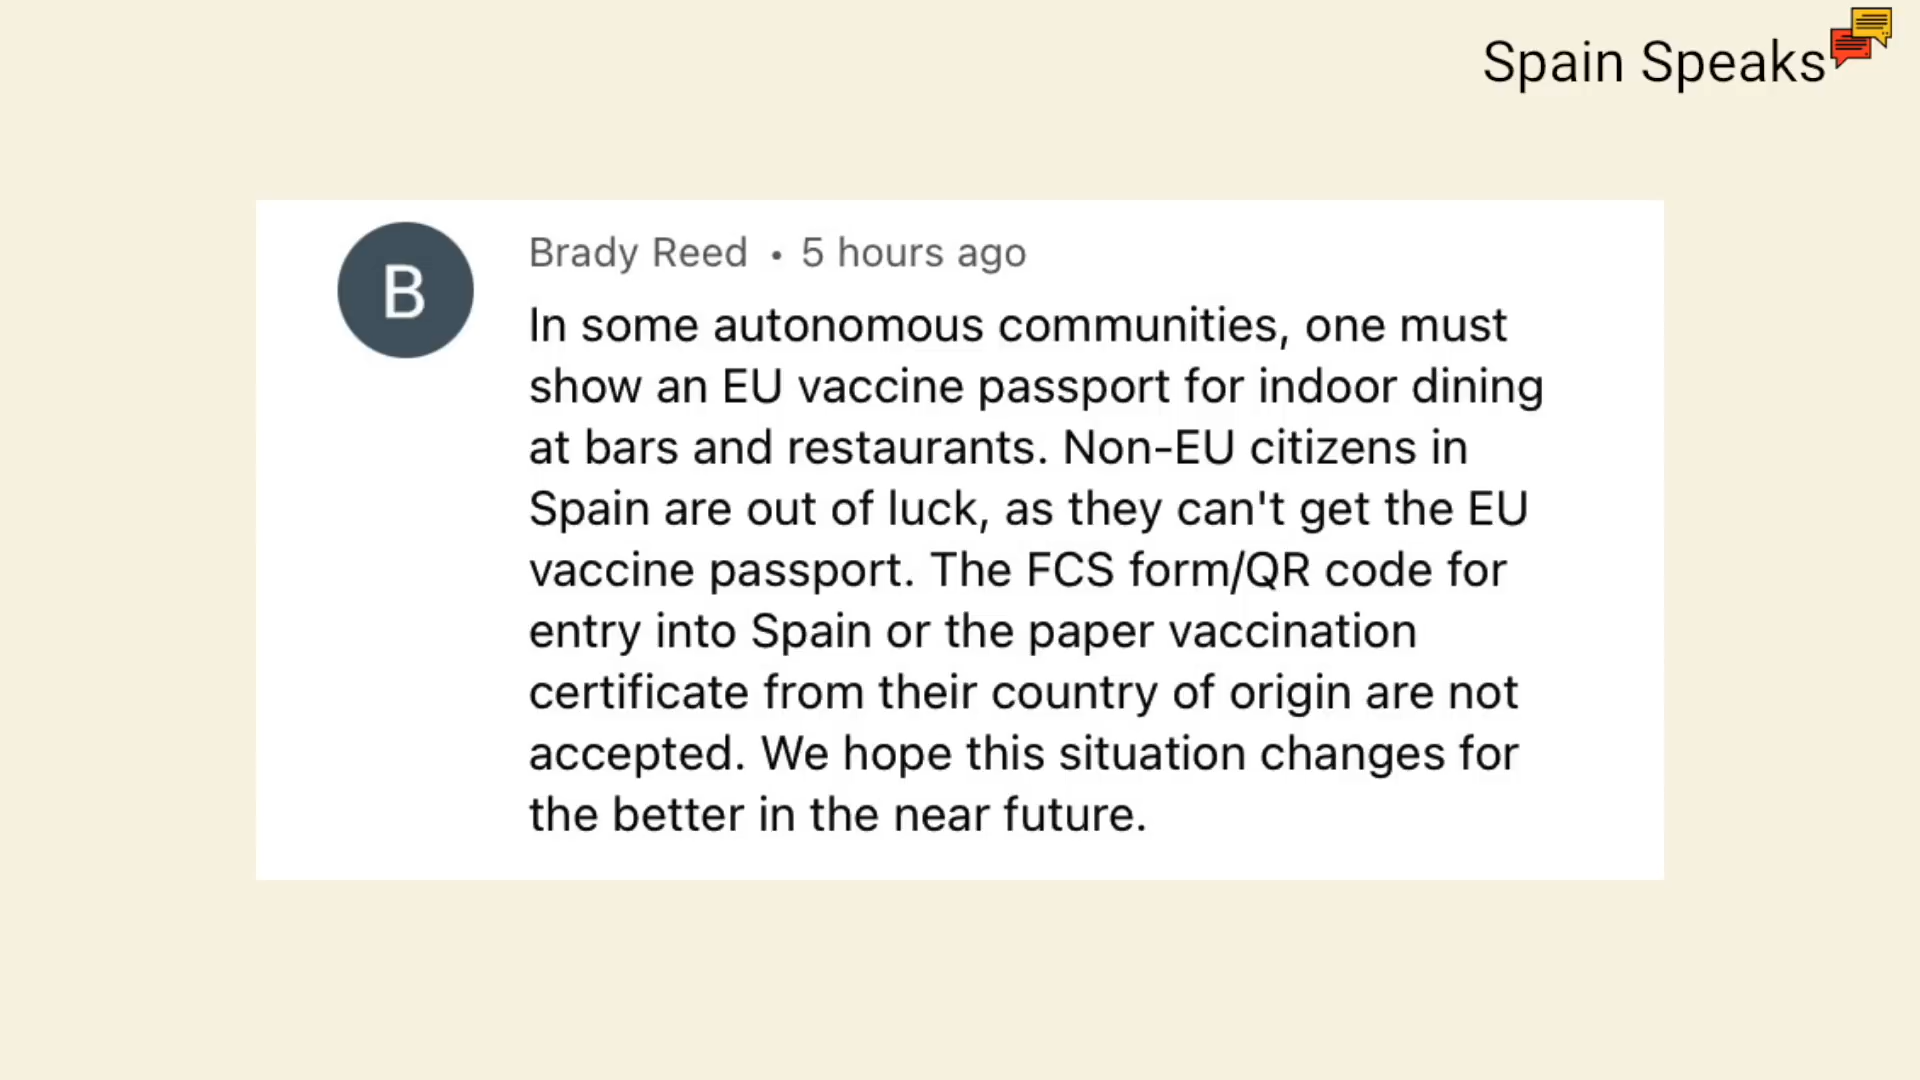 Spain Speaks
B
Brady Reed • 5 hours ago
In some autonomous communities, one must
show an EU vaccine passport for indoor dining
at bars and restaurants. Non-EU citizens in
Spain are out of luck, as they can't get the EU
vaccine passport. The FCS form/QR code for
entry into Spain or the paper vaccination
certificate from their country of origin are not
accepted. We hope this situation changes for
the better in the near future.